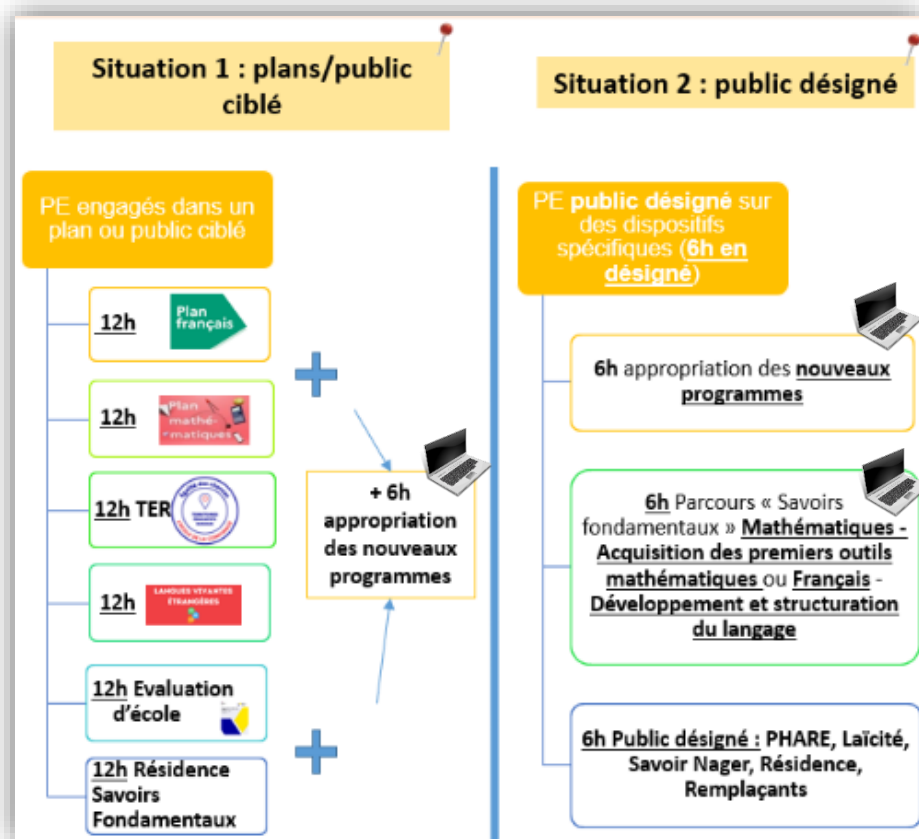 Situation 1 : plans/public
ciblé
PE engagés dans un
plan ou public ciblé
12h
Plan
français
12h
Plan
mathé-
matiques
12h TER
12h
LANGUES VIVANTES
ÉTRANGÈRES
12h Evaluation
d'école
12h Résidence
Savoirs
Fondamentaux
+ 6h
appropriation
des nouveaux
programmes
Situation 2 : public désigné
PE public désigné sur
des dispositifs
spécifiques (6h en
désigné)
6h appropriation des nouveaux
programmes
6h Parcours « Savoirs
fondamentaux » Mathématiques -
Acquisition des premiers outils
mathématiques ou Français -
Développement et structuration
du langage
6h Public désigné : PHARE, Laïcité,
Savoir Nager, Résidence,
Remplaçants